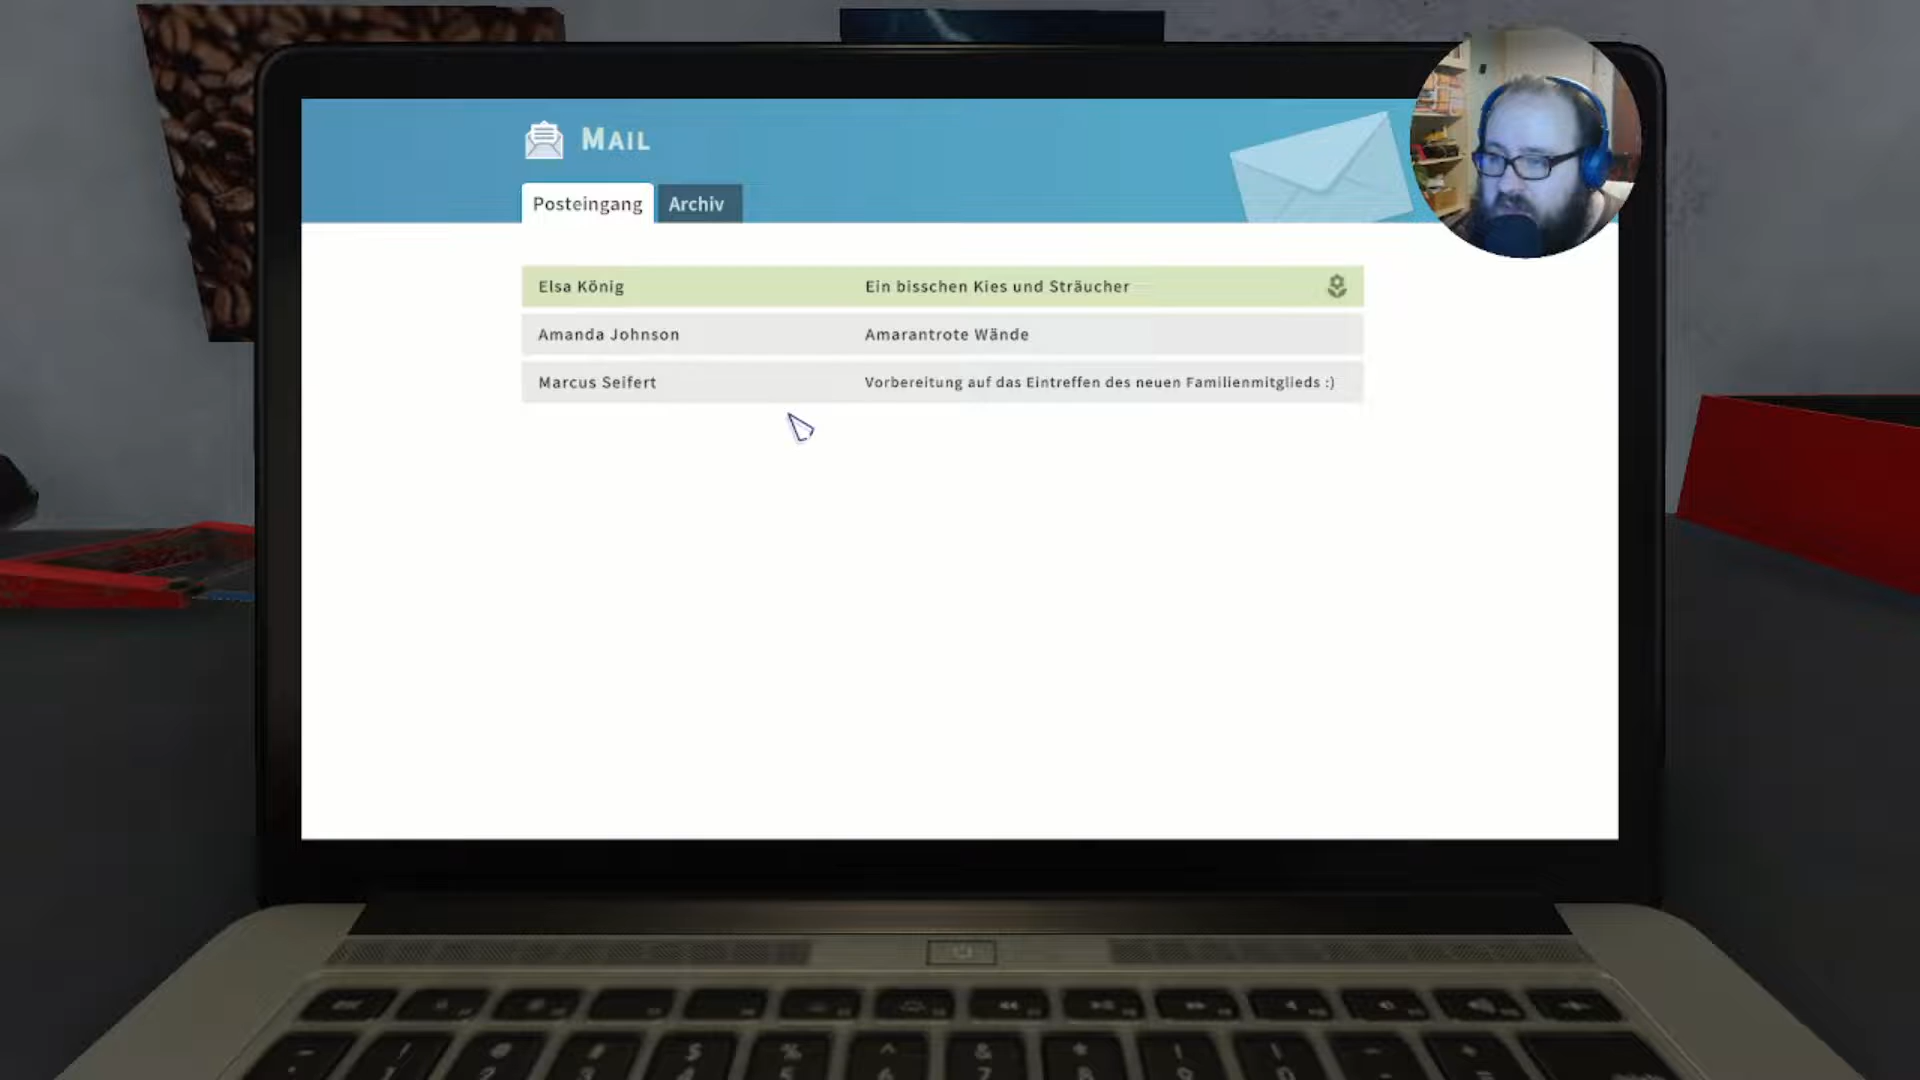 MAIL
Posteingang Archiv
Elsa König Ein bisschen Kies und Sträucher
Amanda Johnson Amarantrote Wände
Marcus Seifert Vorbereitung auf das Eintreffen des neuen Familienmitglieds :)